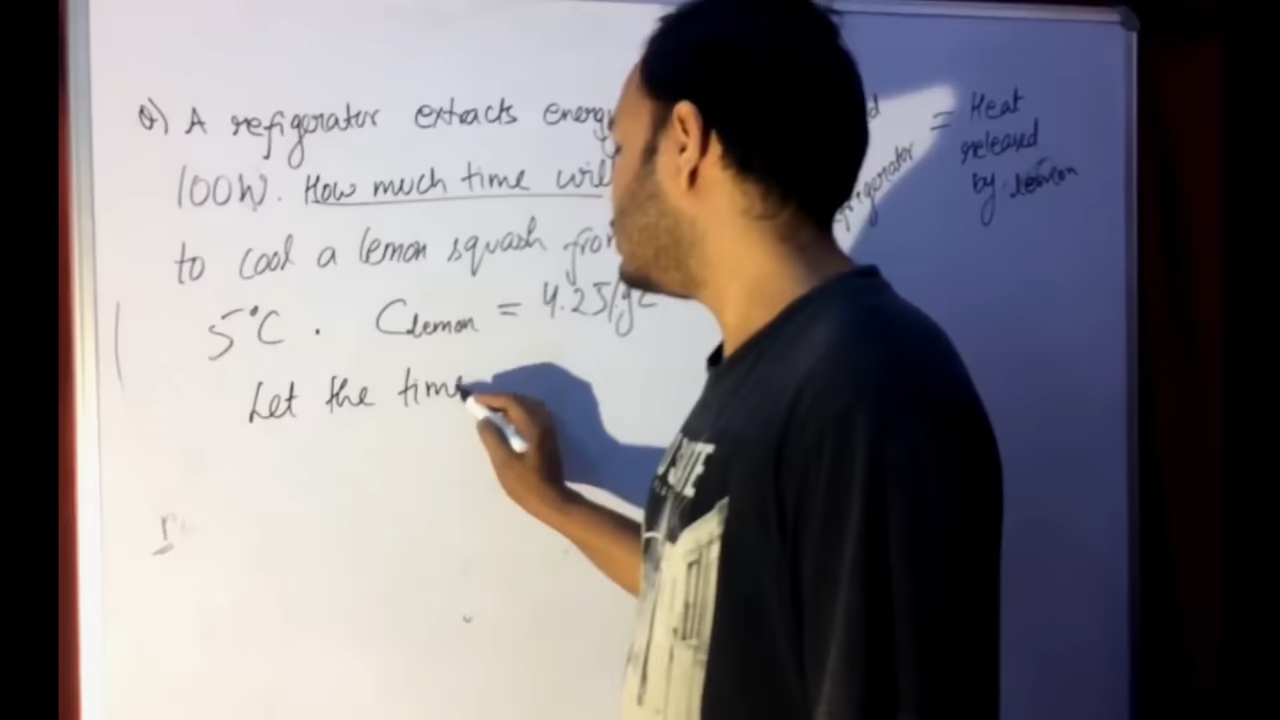 Q) A refigerator extracts energy
100W. How much time will
to cool a lemon squash from
5°C. Clemon = 4.2J/g°C
Let the time
= Heat
released
by lemon